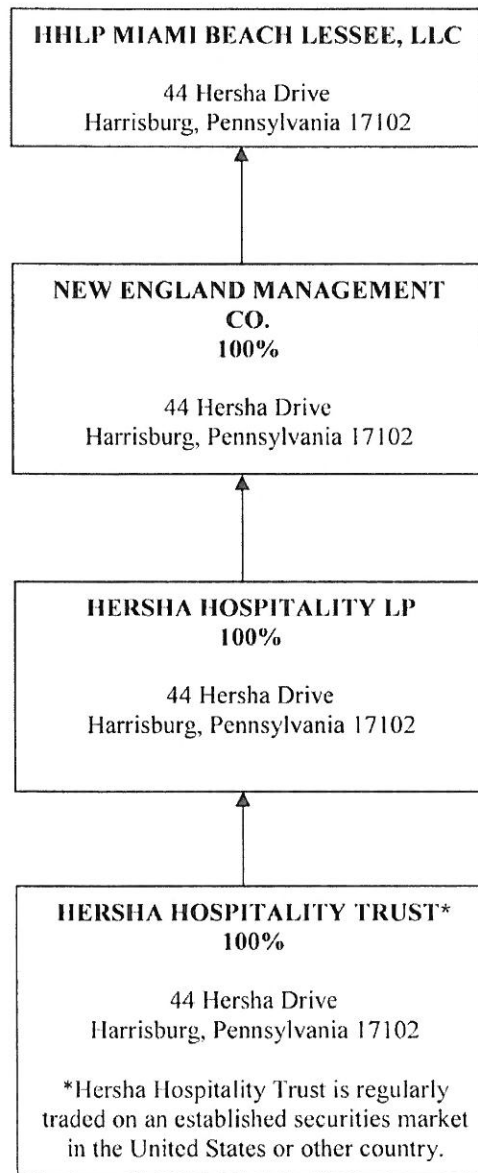 HHLP MIAMI BEACH LESSEE, LLC
44 Hersha Drive
Harrisburg, Pennsylvania 17102
NEW ENGLAND MANAGEMENT
CO.
100%
44 Hersha Drive
Harrisburg, Pennsylvania 17102
HERSHA HOSPITALITY LP
100%
44 Hersha Drive
Harrisburg, Pennsylvania 17102
HERSHA HOSPITALITY TRUST*
100%
44 Hersha Drive
Harrisburg, Pennsylvania 17102
*Hersha Hospitality Trust is regularly
traded on an established securities market
in the United States or other country.